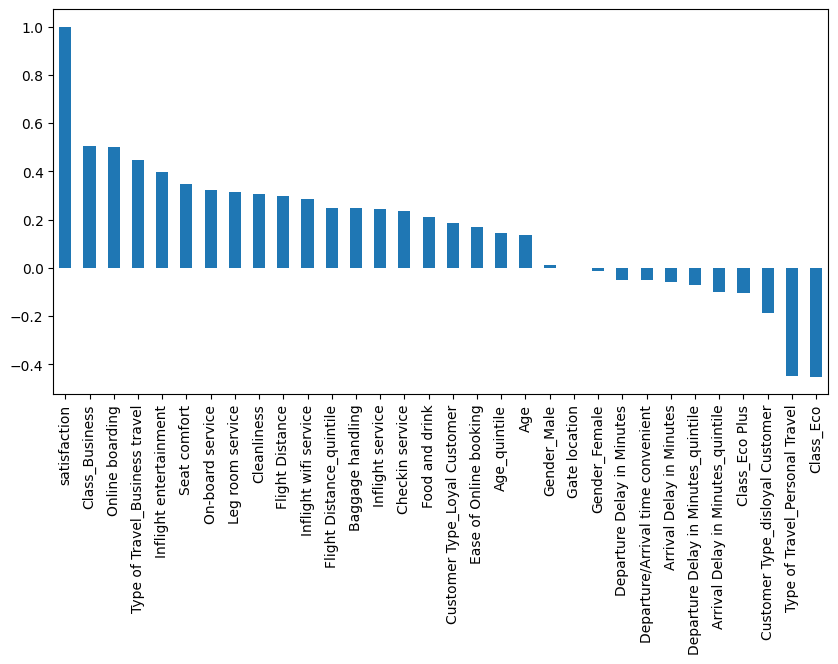 1.0
0.8
0.6
0.4
0.2
0.0
−0.2
−0.4
satisfaction
Class_Business
Online boarding
Type of Travel_Business travel
Inflight entertainment
Seat comfort
On-board service
Leg room service
Cleanliness
Flight Distance
Inflight wifi service
Flight Distance_quintile
Baggage handling
Inflight service
Checkin service
Food and drink
Customer Type_Loyal Customer
Ease of Online booking
Age_quintile
Age
Gender_Male
Gate location
Gender_Female
Departure Delay in Minutes
Departure/Arrival time convenient
Arrival Delay in Minutes
Departure Delay in Minutes_quintile
Arrival Delay in Minutes_quintile
Class_Eco Plus
Customer Type_disloyal Customer
Type of Travel_Personal Travel
Class_Eco